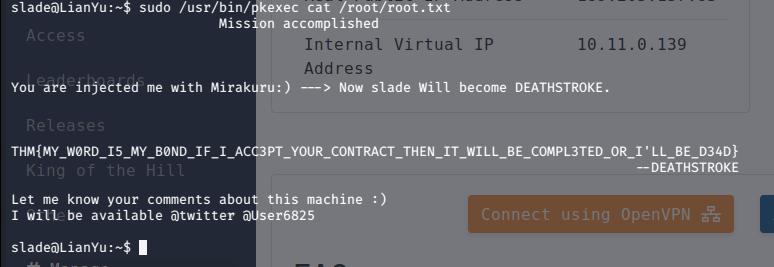 slade@LianYu:~$ sudo /usr/bin/pkexec cat /root/root.txt
Mission accomplished
Access
Internal Virtual IP Address
10.11.0.139
You are injected me with Mirakuru:) ---> Now slade Will become DEATHSTROKE.
Leaderboards
Releases
THM{MY_W0RD_I5_MY_B0ND_IF_I_ACC3PT_YOUR_CONTRACT_THEN_IT_WILL_BE_COMPL3TED_OR_I'LL_BE_D34D}
King of the Hill
--DEATHSTROKE
Let me know your comments about this machine :)
I will be available @twitter @User6825
Connect using OpenVPN
slade@LianYu:~$
# Manage